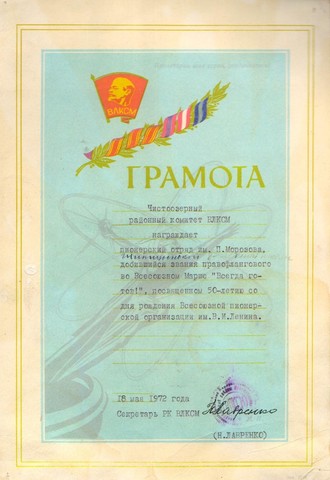 ВЛКСМ
ГРАМОТА
Чистоозерный
районный комитет ВЛКСМ
награждает
пионерский отряд им. П.Морозова,
добившийся звания правофлангового
во Всесоюзном Марше "Всегда го-
тов!", посвященном 50-летию со
дня рождения Всесоюзной пионер-
ской организации им.В.И.Ленина.
18 мая 1972 года
Секретарь РК ВЛКСМ
(Н.ЛАВРЕНКО)